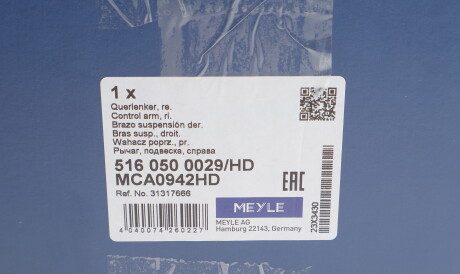 1 x
Querlenker, re.
Control arm, ri.
Brazo suspensión der.
Bras susp., droit.
Wahacz poprz., pr.
Рычаг, подвеска, справа
516 050 0029/HD
MCA0942HD
Ref. No. 31317666
EAC
MEYLE
MEYLE AG
Hamburg 22143, Germany
4 040074 260227
23X3430